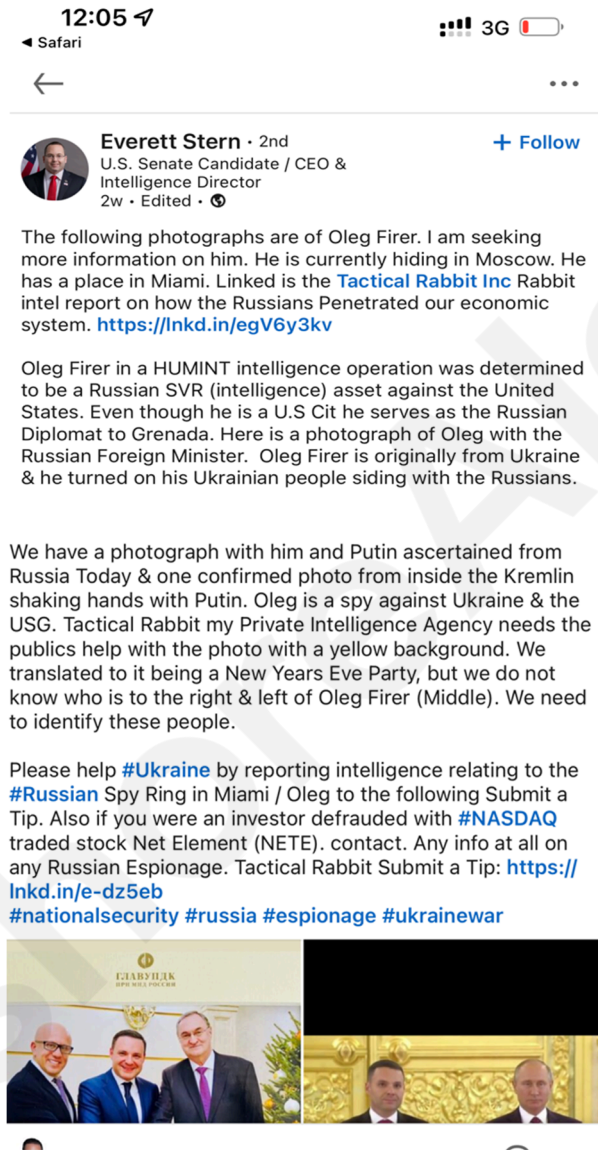 12:05
3G
◄ Safari
←
...
Everett Stern · 2nd
+ Follow
U.S. Senate Candidate / CEO &
Intelligence Director
2w • Edited •
The following photographs are of Oleg Firer. I am seeking
more information on him. He is currently hiding in Moscow. He
has a place in Miami. Linked is the Tactical Rabbit Inc Rabbit
intel report on how the Russians Penetrated our economic
system. https://lnkd.in/egV6y3kv
Oleg Firer in a HUMINT intelligence operation was determined
to be a Russian SVR (intelligence) asset against the United
States. Even though he is a U.S Cit he serves as the Russian
Diplomat to Grenada. Here is a photograph of Oleg with the
Russian Foreign Minister.  Oleg Firer is originally from Ukraine
& he turned on his Ukrainian people siding with the Russians.
We have a photograph with him and Putin ascertained from
Russia Today & one confirmed photo from inside the Kremlin
shaking hands with Putin. Oleg is a spy against Ukraine & the
USG. Tactical Rabbit my Private Intelligence Agency needs the
publics help with the photo with a yellow background. We
translated to it being a New Years Eve Party, but we do not
know who is to the right & left of Oleg Firer (Middle). We need
to identify these people.
Please help #Ukraine by reporting intelligence relating to the
#Russian Spy Ring in Miami / Oleg to the following Submit a
Tip. Also if you were an investor defrauded with #NASDAQ
traded stock Net Element (NETE). contact. Any info at all on
any Russian Espionage. Tactical Rabbit Submit a Tip: https://
lnkd.in/e-dz5eb
#nationalsecurity #russia #espionage #ukrainewar
ГЛАВУПДК
ПРИ МИД РОССИИ